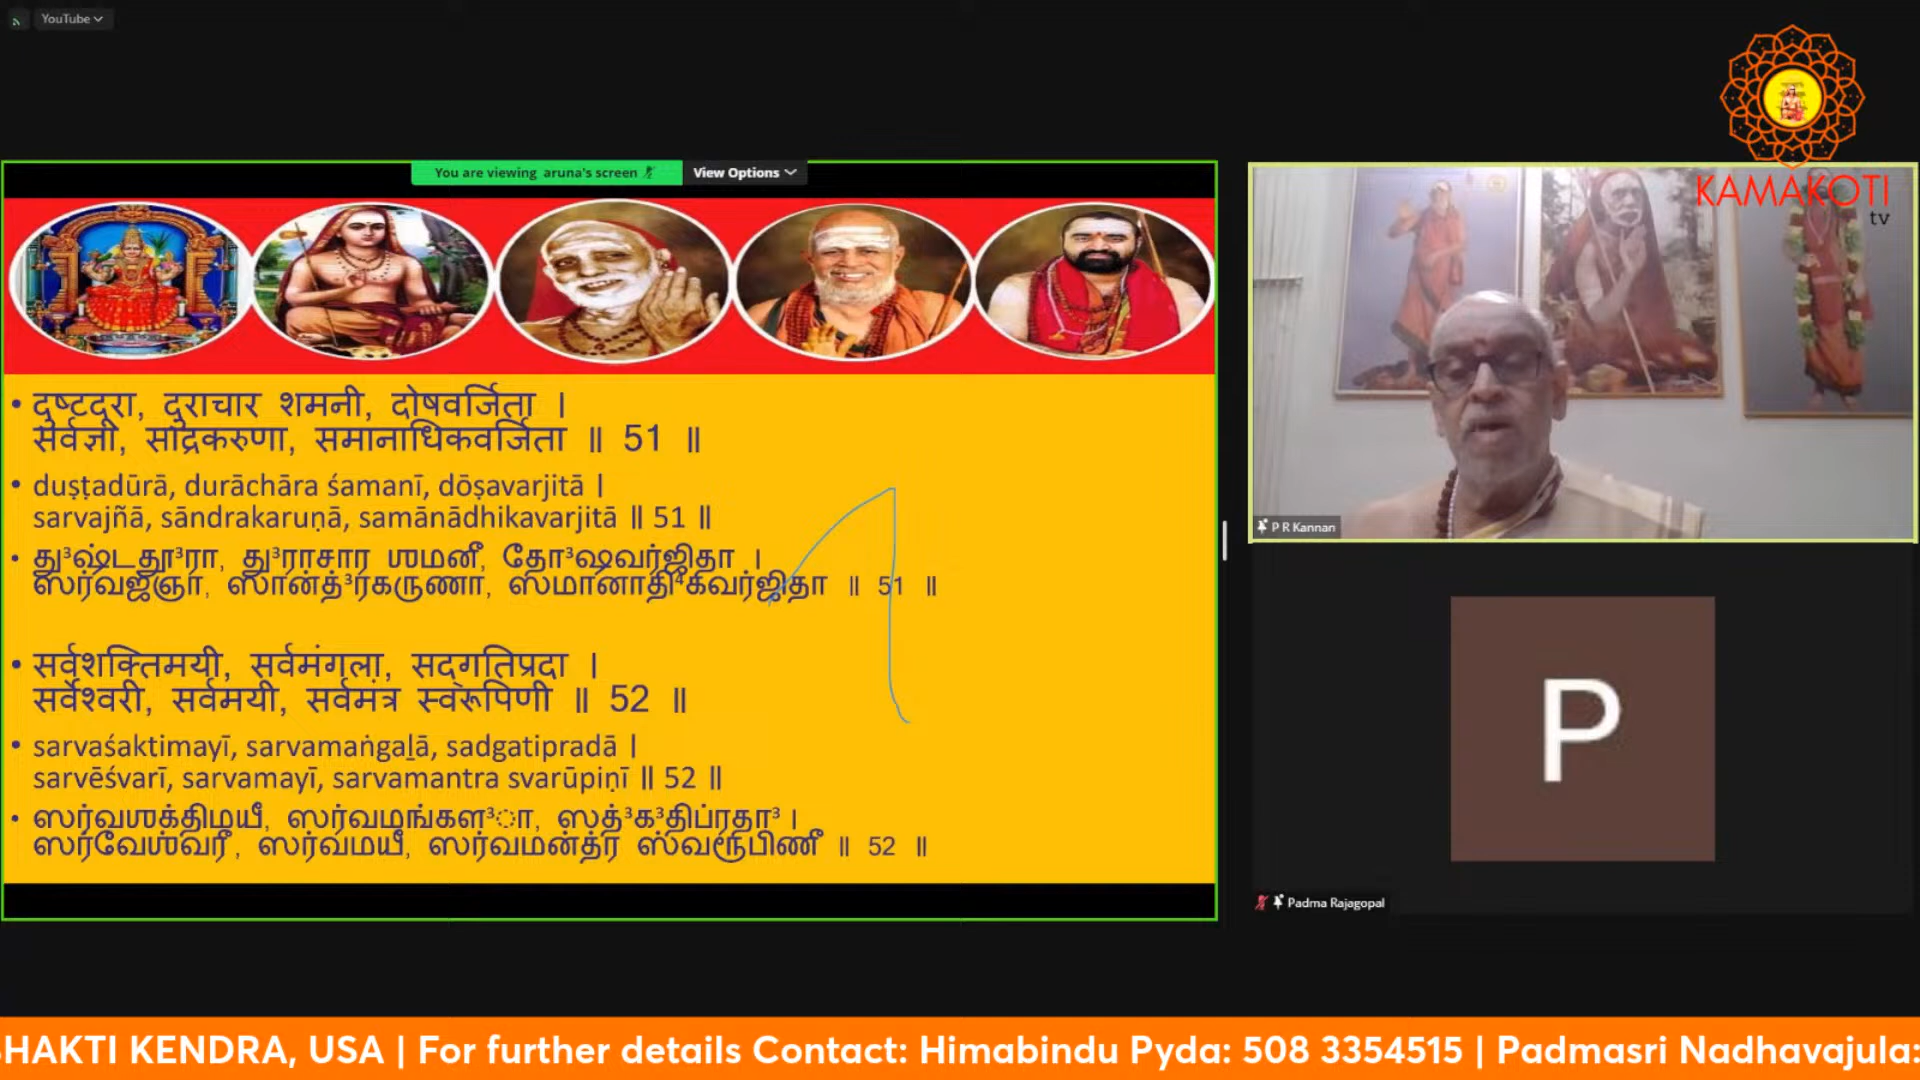 YouTube
KAMAKOTI
tv
You are viewing aruna's screen
View Options
• दुष्टदूरा, दुराचार शमनी, दोषवर्जिता |
सर्वज्ञा, सांद्रकरुणा, समानाधिकवर्जिता ॥ 51 ॥
• duṣṭadūrā, durāchāra śamanī, dōṣavarjitā |
sarvajñā, sāndrakaruṇā, samānādhikavarjitā ॥ 51 ॥
• து³ஷ்டதூ³ரா, து³ராசார ஶமனீ, தோ³ஷவர்ஜிதா |
ஸர்வஜ்ஞா, ஸான்த்³ரகருணா, ஸமானாதி⁴கவர்ஜிதா ॥ 51 ॥
• सर्वशक्तिमयी, सर्वमंगला, सद्गतिप्रदा |
सर्वेश्वरी, सर्वमयी, सर्वमंत्र स्वरूपिणी ॥ 52 ॥
• sarvaśaktimayī, sarvamaṅgaḻā, sadgatipradā |
sarvēśvarī, sarvamayī, sarvamantra svarūpiṇī ॥ 52 ॥
• ஸர்வஶக்திமயீ, ஸர்வமங்கள³ா, ஸத்³க³திப்ரதா³ |
ஸர்வேஶ்வரீ, ஸர்வமயீ, ஸர்வமன்த்ர ஸ்வரூபிணீ ॥ 52 ॥
P R Kannan
P
Padma Rajagopal
HAKTI KENDRA, USA | For further details Contact: Himabindu Pyda: 508 3354515 | Padmasri Nadhavajula: